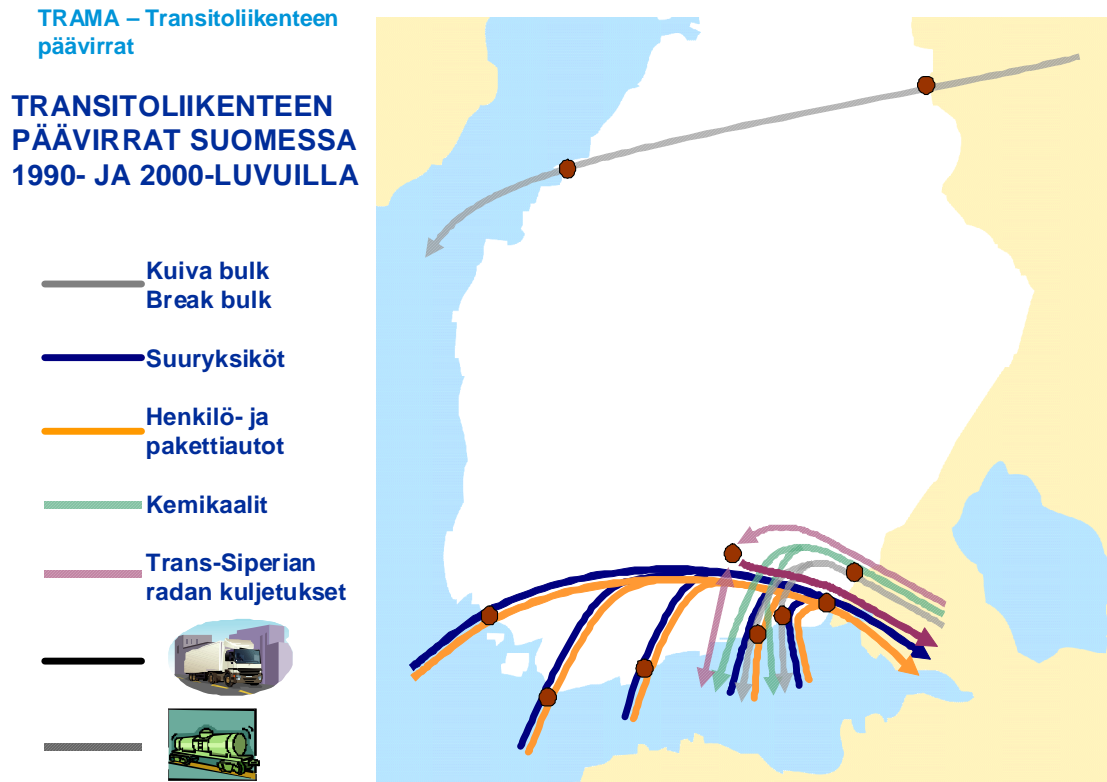 TRAMA – Transitoliikenteen
päävirrat
TRANSITOLIIKENTEEN
PÄÄVIRRAT SUOMESSA
1990- JA 2000-LUVUILLA
Kuiva bulk
Break bulk
Suuryksiköt
Henkilö- ja
pakettiautot
Kemikaalit
Trans-Siperian
radan kuljetukset